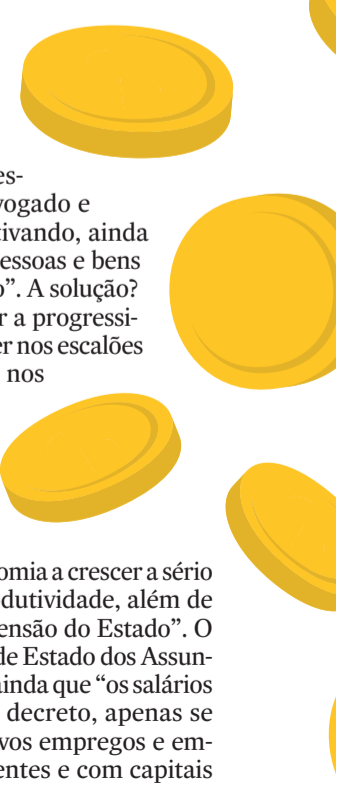 es-
vogado e
tivando, ainda
essoas e bens
o”. A solução?
r a progressi-
er nos escalões
nos
omia a crescer a sério
odutividade, além de
ensão do Estado”. O
de Estado dos Assun-
ainda que “os salários
decreto, apenas se
vos empregos e em-
entes e com capitais